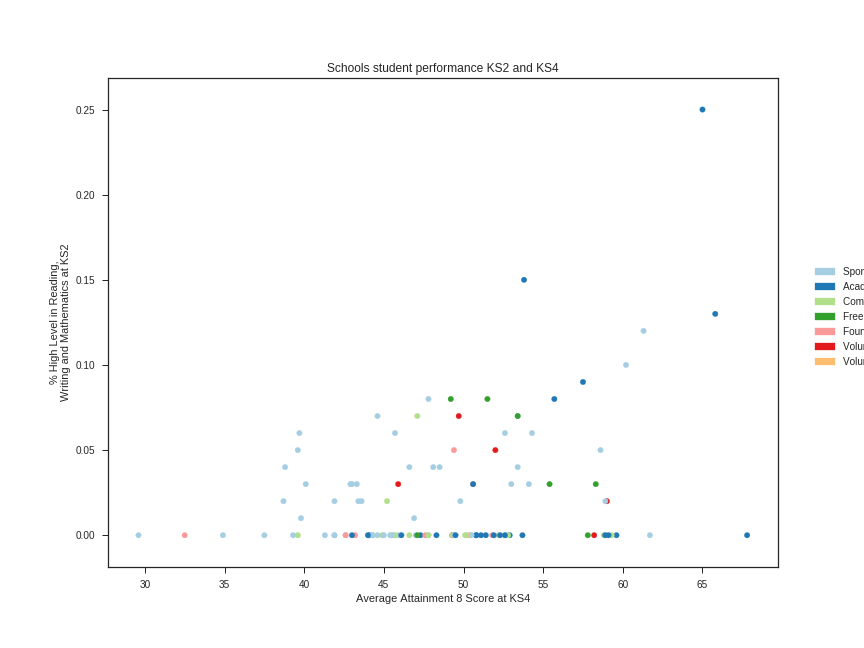 Schools student performance KS2 and KS4
% High Level in Reading,
Writing and Mathematics at KS2
0.25
0.20
0.15
0.10
0.05
0.00
30 35 40 45 50 55 60 65
Average Attainment 8 Score at KS4
Spor
Acad
Com
Free
Foun
Volu
Volu